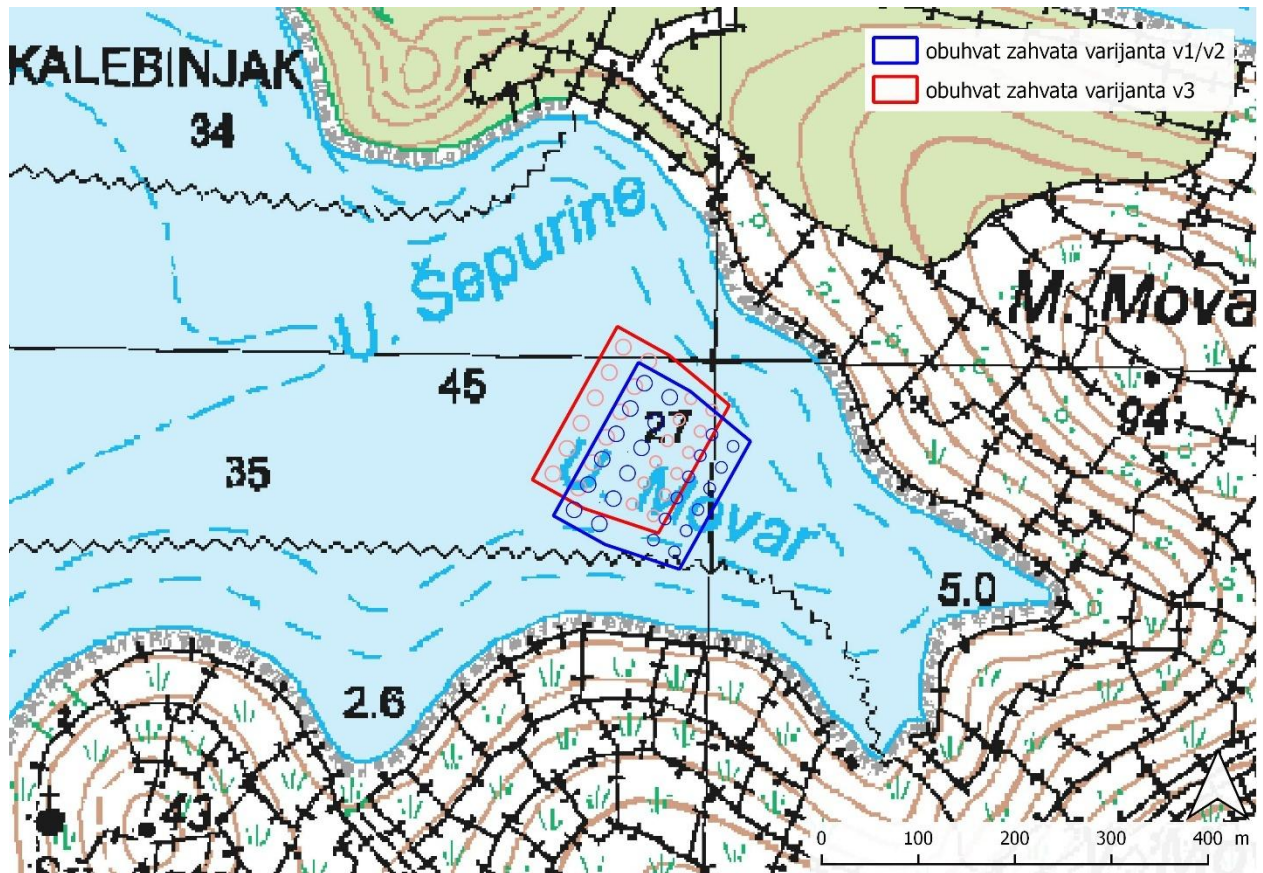 KALEBINJAK
34
obuhvat zahvata varijanta v1/v2
obuhvat zahvata varijanta v3
U. Šepurine
M. Mova
45
27
94
35
U. Movar
5.0
2.6
43
0 100 200 300 400 m